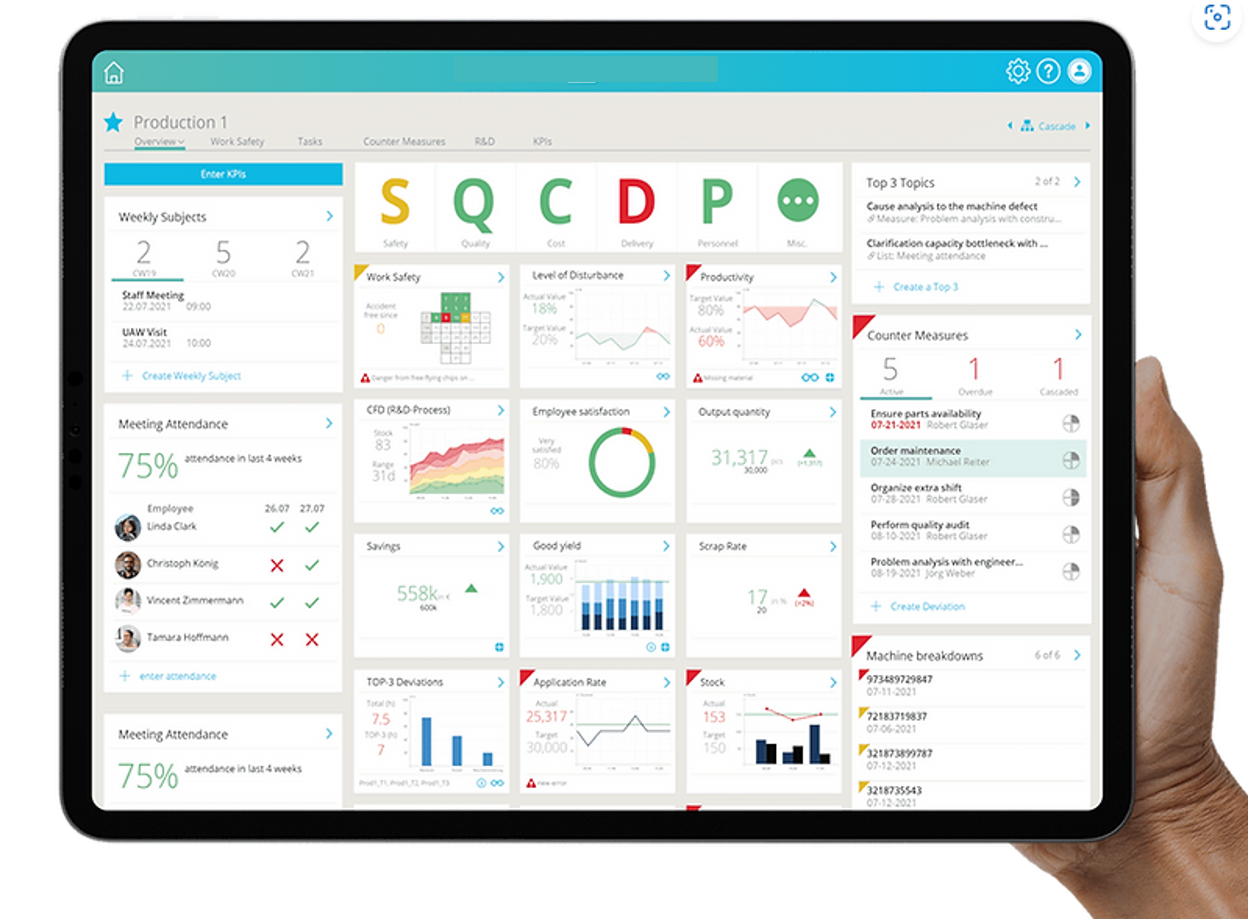 Production 1
Overview
Work Safety
Tasks
Counter Measures
R&D
KPIs
Cascade
Enter KPIs
Weekly Subjects
2 5 2
CW19 CW20 CW21
Staff Meeting
22.07.2021 09:00
UAW Visit
24.07.2021 10:00
+ Create Weekly Subject
Meeting Attendance
75% attendance in last 4 weeks
Employee 26.07 27.07
Linda Clark
Christoph König
Vincent Zimmermann
Tamara Hoffmann
+ enter attendance
Meeting Attendance
75% attendance in last 4 weeks
S Q C D P
Safety Quality Cost Delivery Personnel Misc.
Work Safety
Accident
free since
0
Danger from free-flying chips on ...
Level of Disturbance
Actual Value
18%
Target Value
20%
Productivity
Target Value
80%
Actual Value
60%
Missing material
CFD (R&D-Process)
Stock
83
Range
31d
Employee satisfaction
Very
satisfied
80%
Output quantity
31,317 pcs
30,000
(+1,317)
Savings
558k in €
600k
Good yield
Actual Value
1,900
Target Value
1,800
Scrap Rate
17 in %
20
(+2%)
TOP-3 Deviations
Total (h)
7.5
TOP-3 (h)
7
Prod1_T1, Prod1_T2, Prod1_T3
Application Rate
Actual
25,317
Target
30,000
new error
Stock
Actual
153
Target
150
Top 3 Topics 2 of 2
Cause analysis to the machine defect
Measure: Problem analysis with constru...
Clarification capacity bottleneck with ...
List: Meeting attendance
+ Create a Top 3
Counter Measures
5 1 1
Active Overdue Cascaded
Ensure parts availability
07-21-2021 Robert Glaser
Order maintenance
07-24-2021 Michael Reiter
Organize extra shift
07-28-2021 Robert Glaser
Perform quality audit
08-10-2021 Robert Glaser
Problem analysis with engineer...
08-19-2021 Jörg Weber
+ Create Deviation
Machine breakdowns 6 of 6
973489729847
07-11-2021
72183719837
07-06-2021
321873899787
07-12-2021
3218735543
07-12-2021